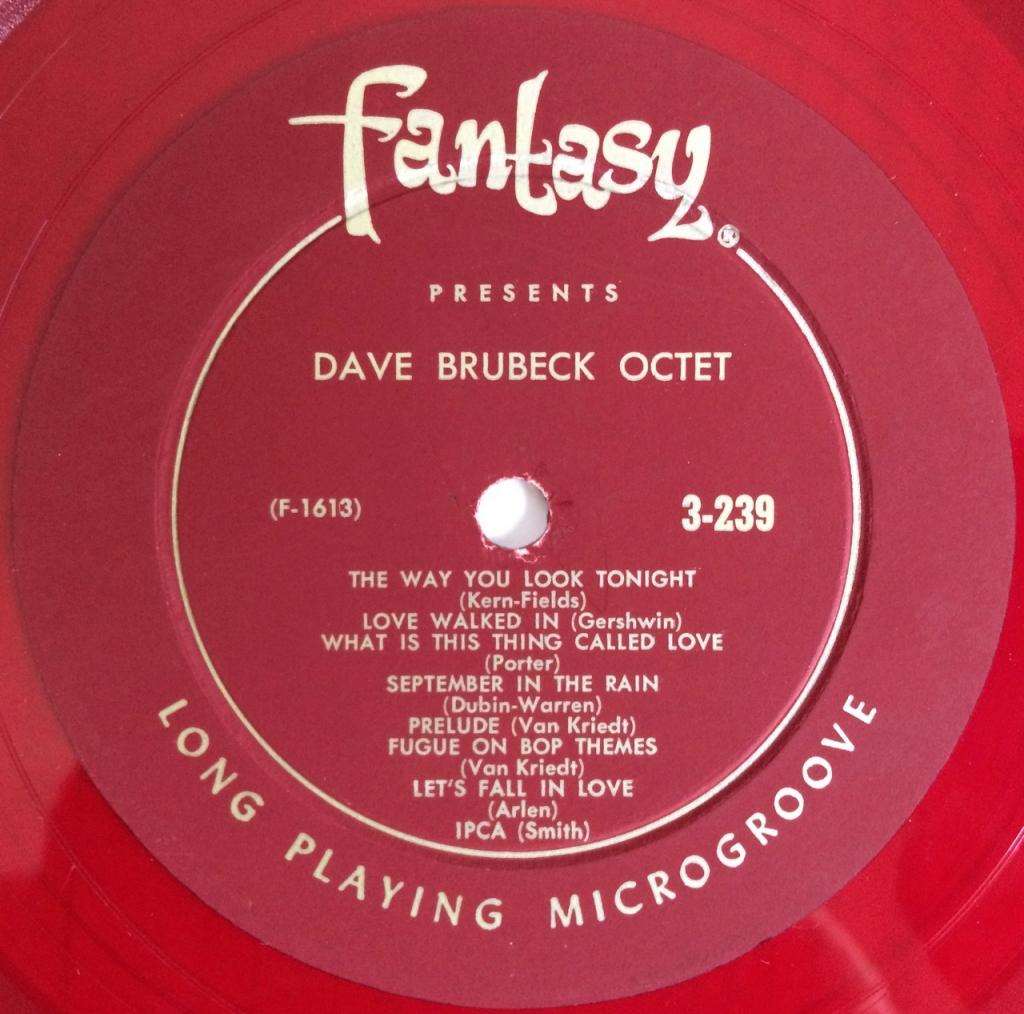 fantasy®
PRESENTS
DAVE BRUBECK OCTET
(F-1613) 3-239
THE WAY YOU LOOK TONIGHT
(Kern-Fields)
LOVE WALKED IN (Gershwin)
WHAT IS THIS THING CALLED LOVE
(Porter)
SEPTEMBER IN THE RAIN
(Dubin-Warren)
PRELUDE (Van Kriedt)
FUGUE ON BOP THEMES
(Van Kriedt)
LET'S FALL IN LOVE
(Arlen)
IPCA (Smith)
LONG PLAYING MICROGROOVE